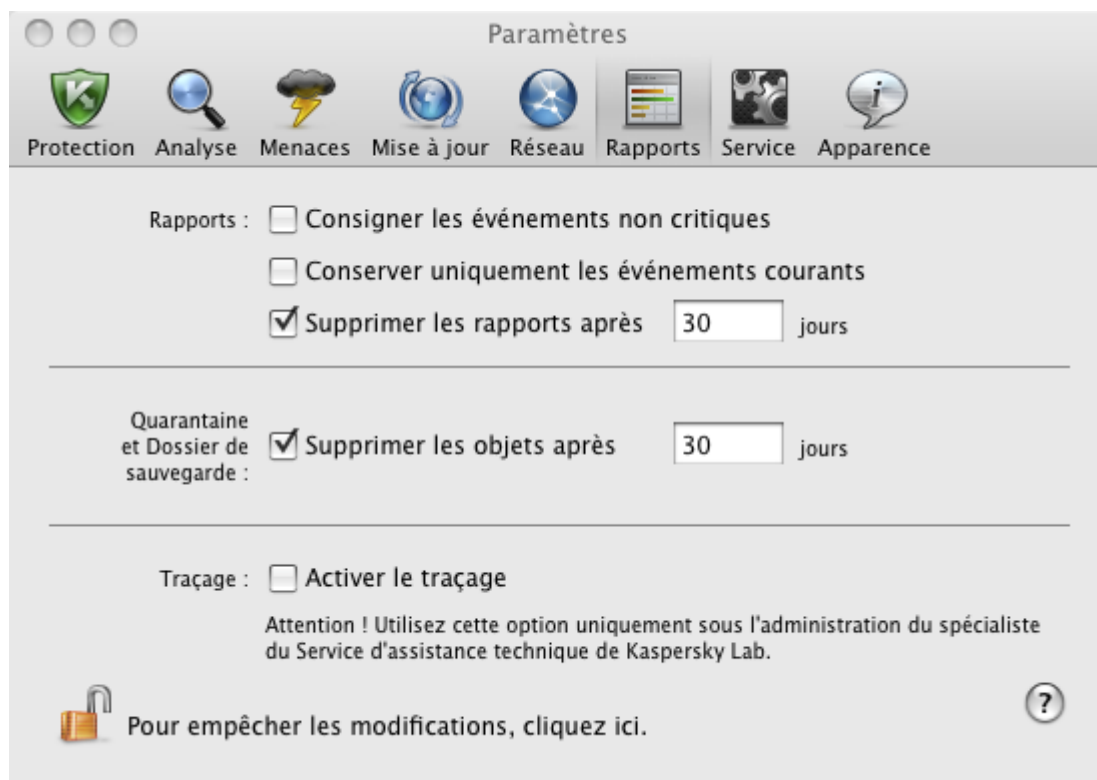 Paramètres
Protection Analyse Menaces Mise à jour Réseau Rapports Service Apparence
Rapports : Consigner les événements non critiques
Conserver uniquement les événements courants
Supprimer les rapports après 30 jours
Quarantaine
et Dossier de
sauvegarde :
Supprimer les objets après 30 jours
Traçage : Activer le traçage
Attention ! Utilisez cette option uniquement sous l'administration du spécialiste
du Service d'assistance technique de Kaspersky Lab.
Pour empêcher les modifications, cliquez ici.
?